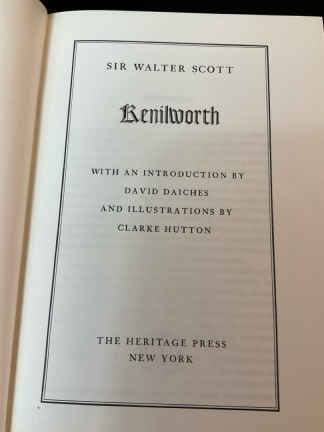 SIR WALTER SCOTT
Kenilworth
WITH AN INTRODUCTION BY
DAVID DAICHES
AND ILLUSTRATIONS BY
CLARKE HUTTON
THE HERITAGE PRESS
NEW YORK